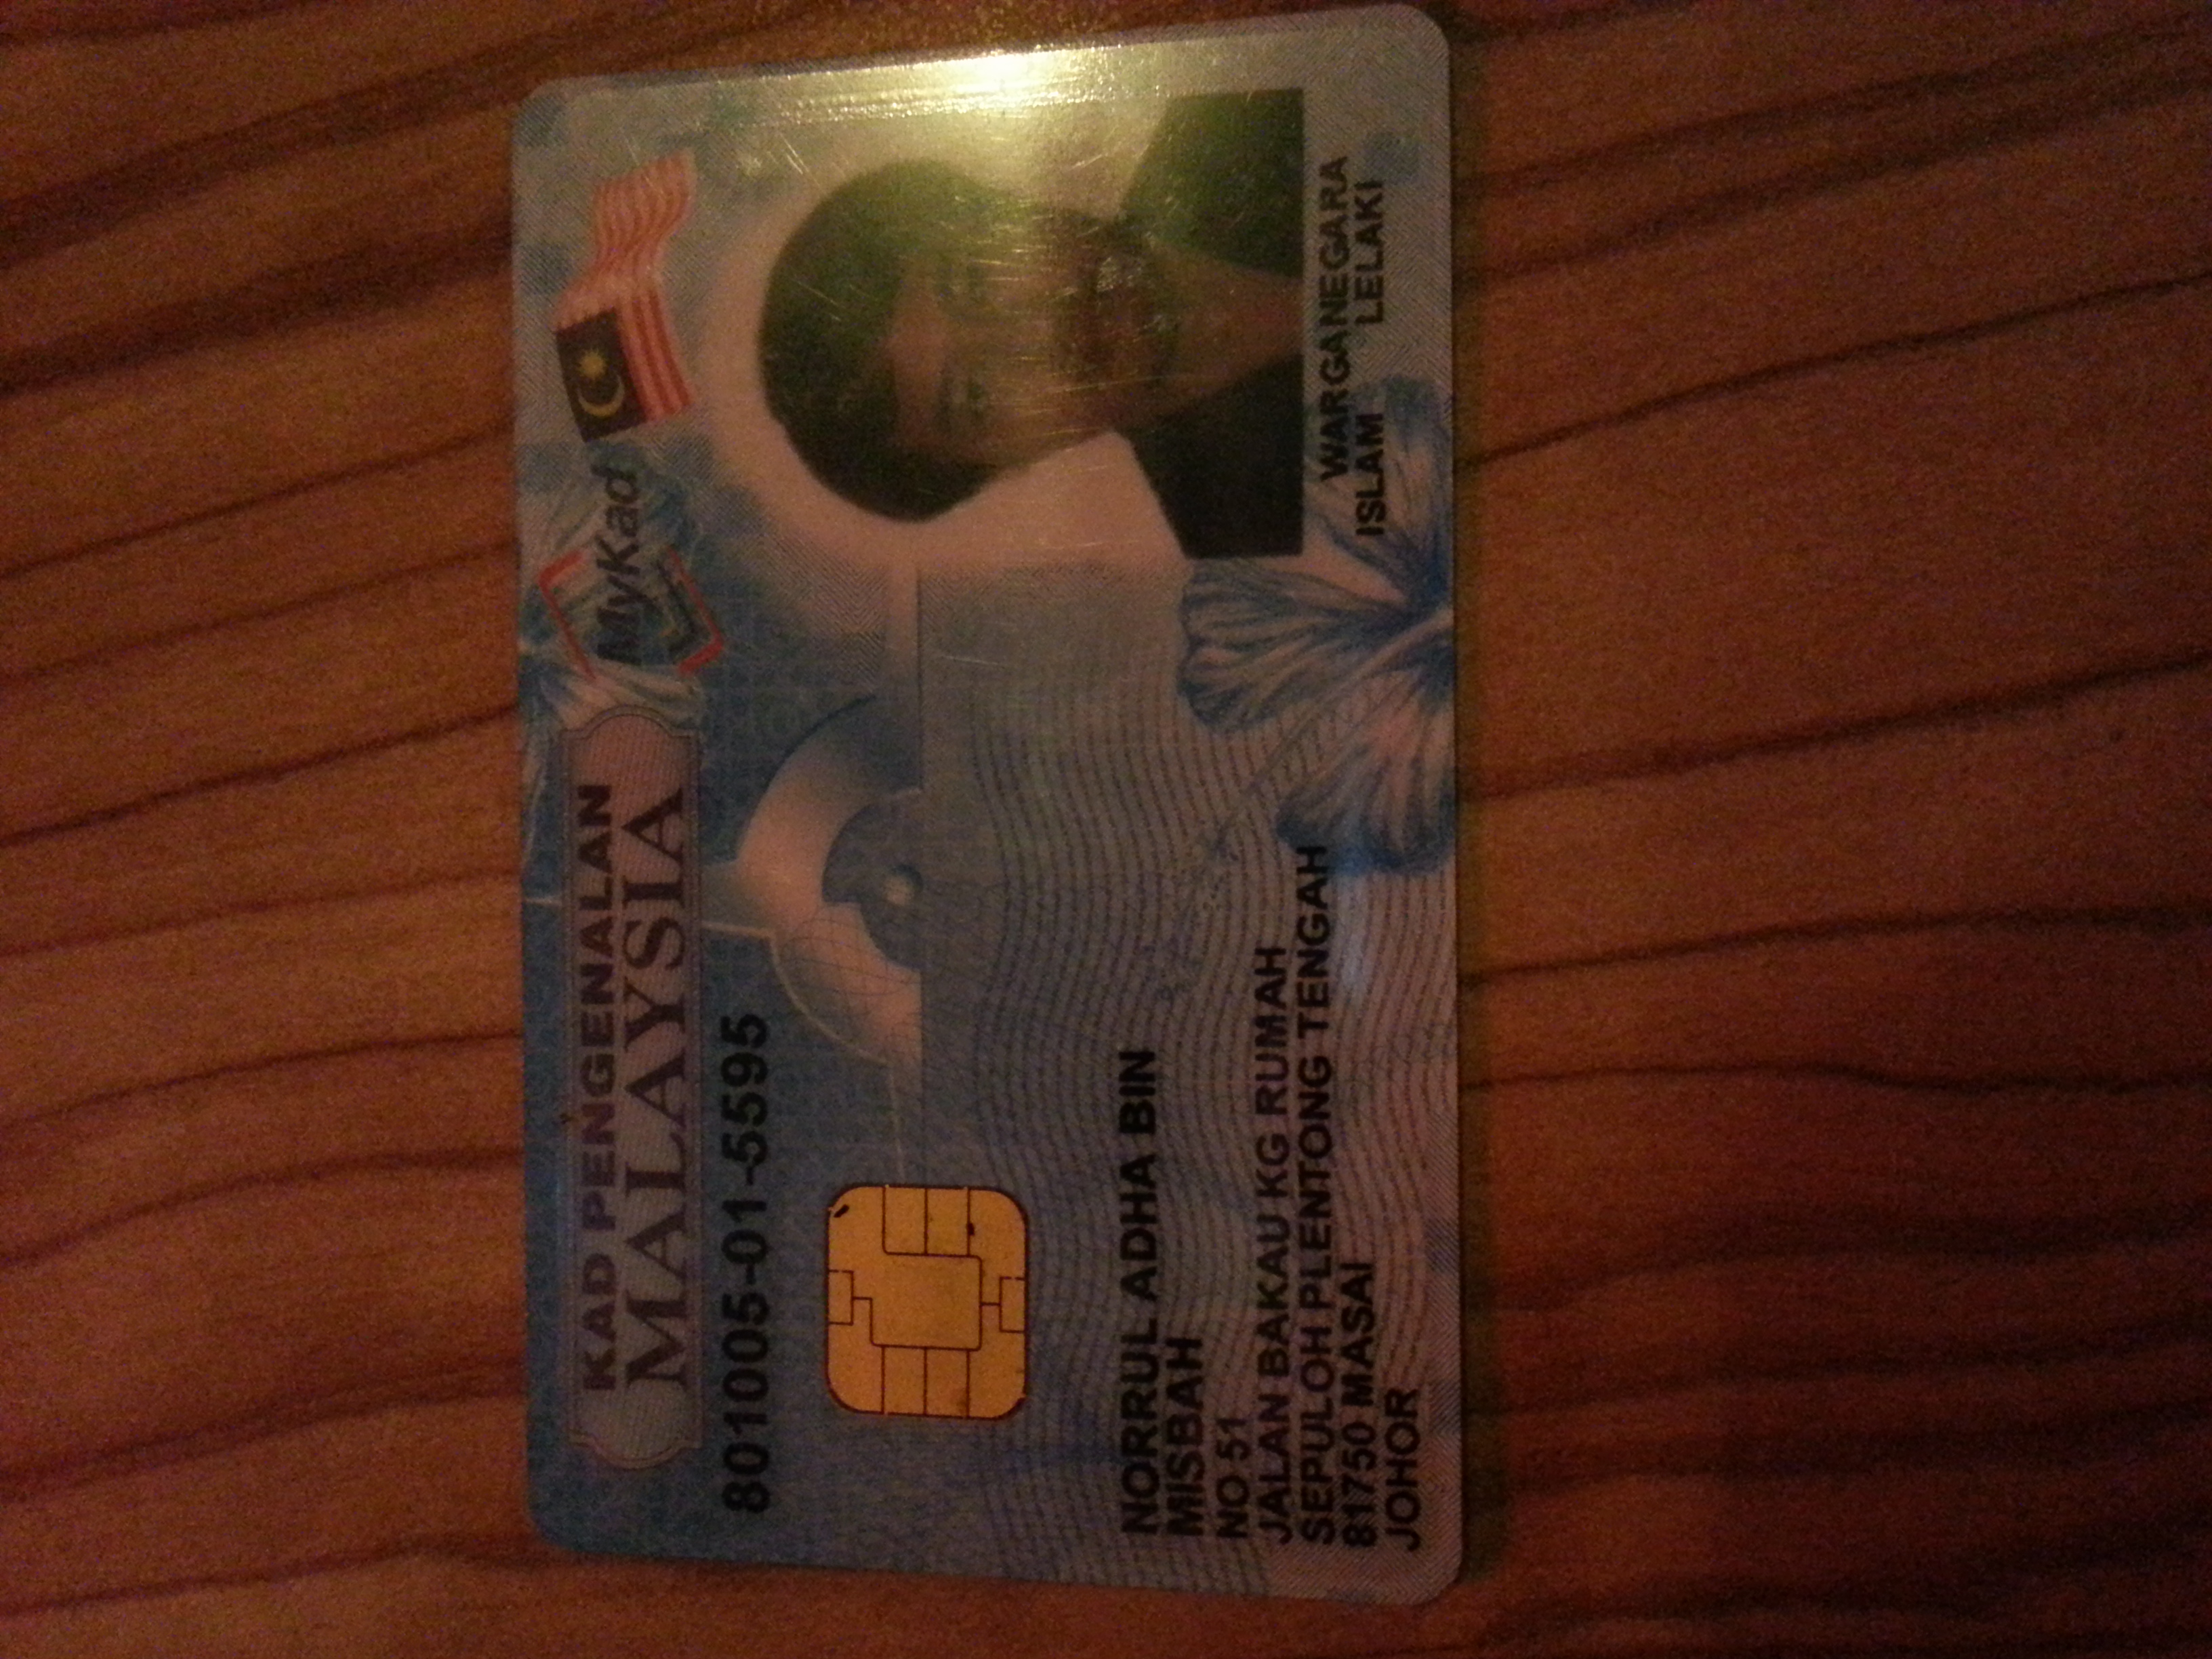 KAD PENGENALAN
MALAYSIA
MyKad
801005-01-5595
NORRUL ADHA BIN
MISBAH
NO 51
JALAN BAKAU KG RUMAH
SEPULOH PLENTONG TENGAH
81750 MASAI
JOHOR
WARGANEGARA
ISLAM LELAKI